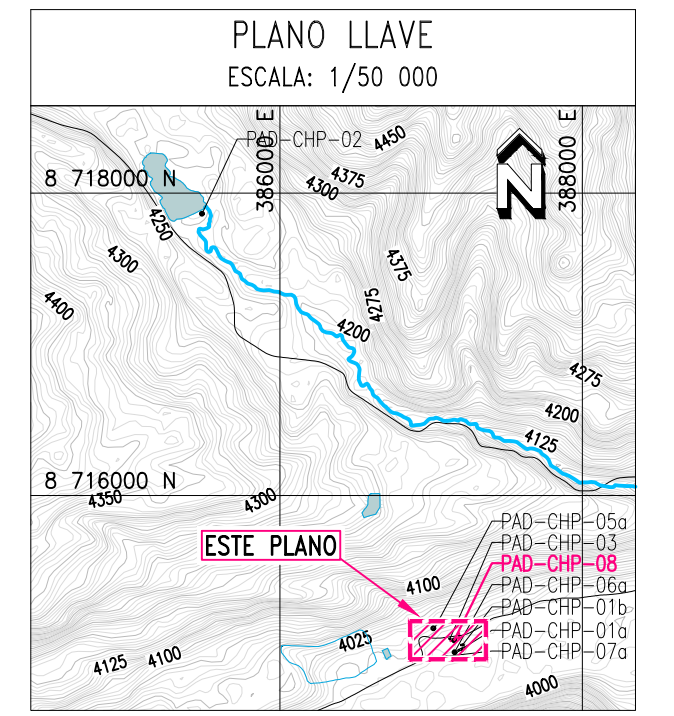 PLANO LLAVE
ESCALA: 1/50 000
386000 E
388000 E
PAD-CHP-02
4450
4375
4300
8 718000 N
N
4250
4300
4375
4400
4275
4200
4275
4200
4125
8 716000 N
4350
4300
ESTE PLANO
PAD-CHP-05a
PAD-CHP-03
PAD-CHP-08
PAD-CHP-06a
PAD-CHP-01b
PAD-CHP-01a
PAD-CHP-07a
4100
4025
4125
4100
4000